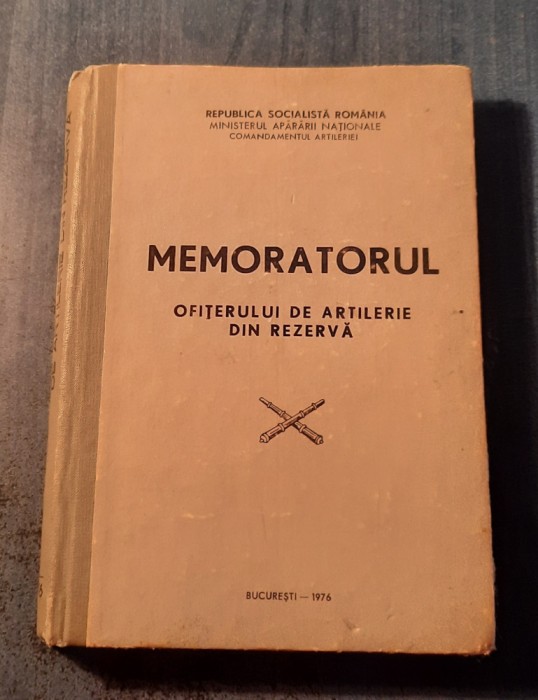 REPUBLICA SOCIALISTĂ ROMÂNIA
MINISTERUL APĂRĂRII NAȚIONALE
COMANDAMENTUL ARTILERIEI
MEMORATORUL
OFIȚERULUI DE ARTILERIE
DIN REZERVĂ
BUCUREȘTI — 1976